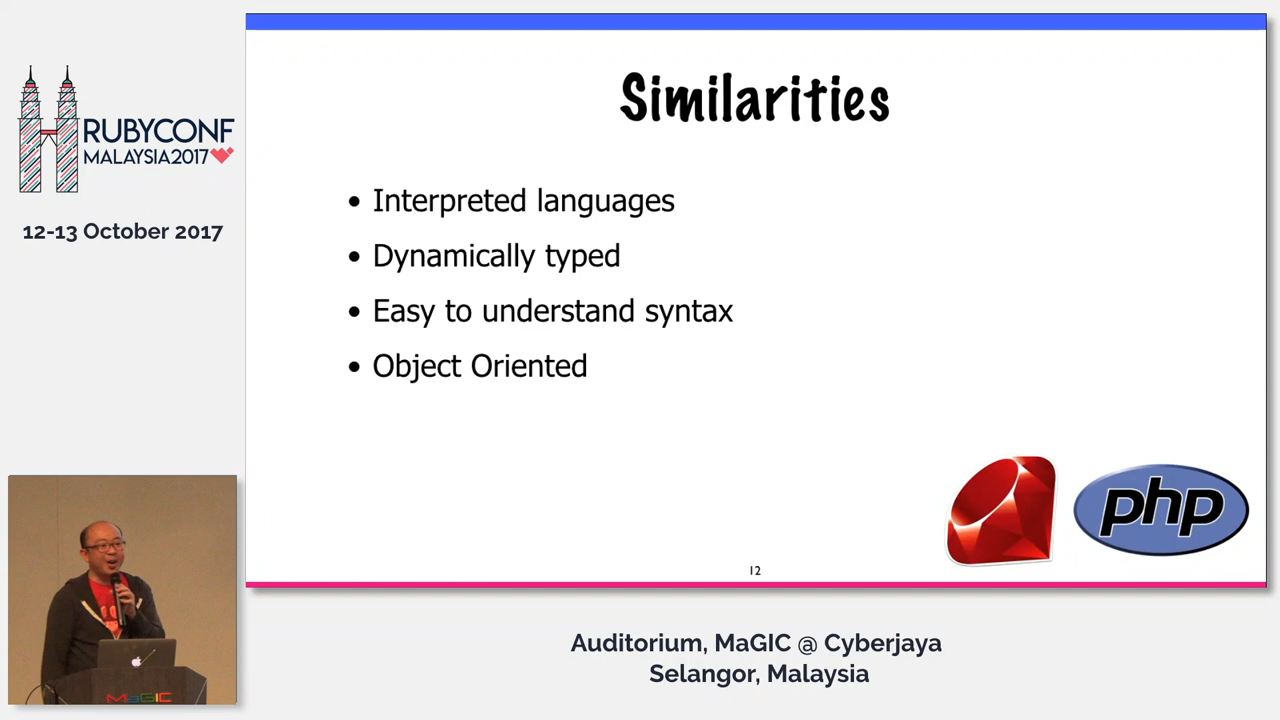 RUBYCONF
MALAYSIA2017
12-13 October 2017
Similarities
• Interpreted languages
• Dynamically typed
• Easy to understand syntax
• Object Oriented
php
12
MaGIC
Auditorium, MaGIC @ Cyberjaya
Selangor, Malaysia